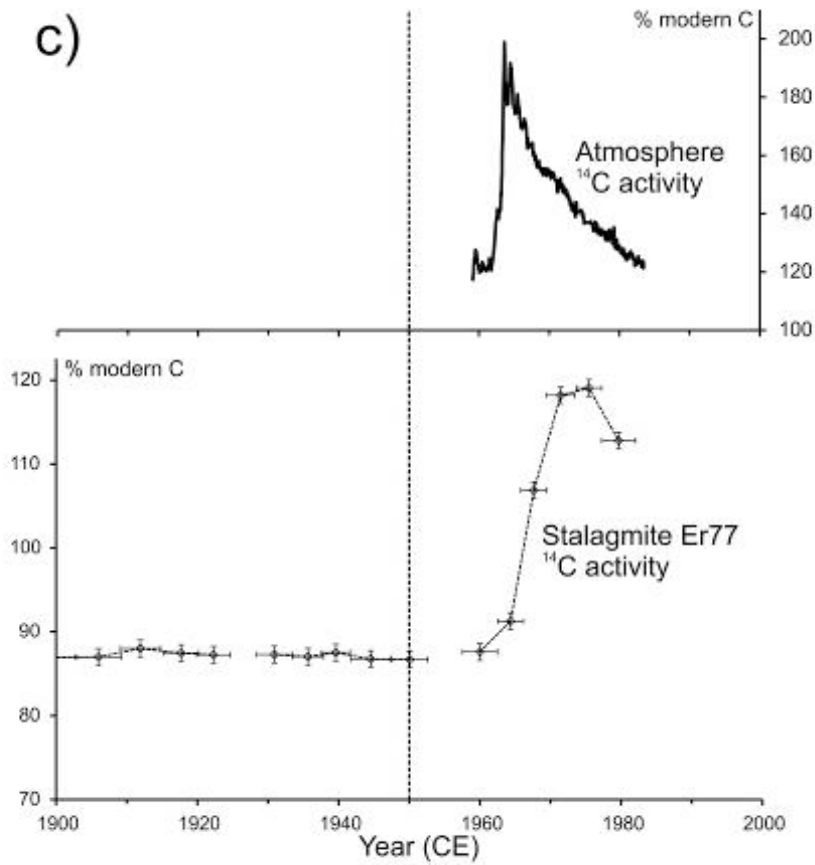 c)
% modern C
200
180
160
140
120
100
Atmosphere
¹⁴C activity
% modern C
120
110
100
90
80
70
Stalagmite Er77
¹⁴C activity
1900
1920
1940
1960
1980
2000
Year (CE)